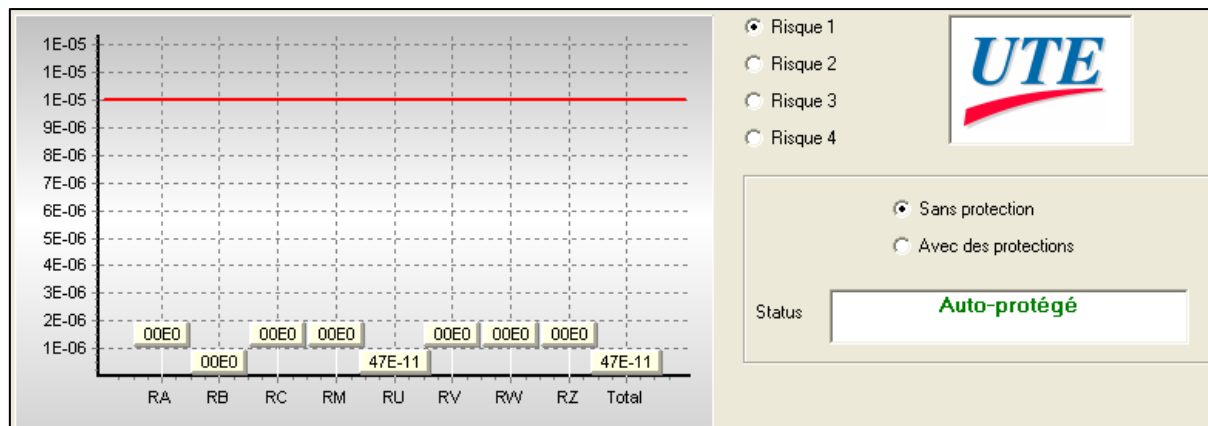 1E-05
1E-05
1E-05
9E-06
8E-06
7E-06
6E-06
5E-06
4E-06
3E-06
2E-06
1E-06
00E0 00E0 00E0 00E0 00E0 00E0
00E0 47E-11 47E-11
RA RB RC RM RU RV RW RZ Total
Risque 1
Risque 2
Risque 3
Risque 4
UTE
Sans protection
Avec des protections
Status Auto-protégé